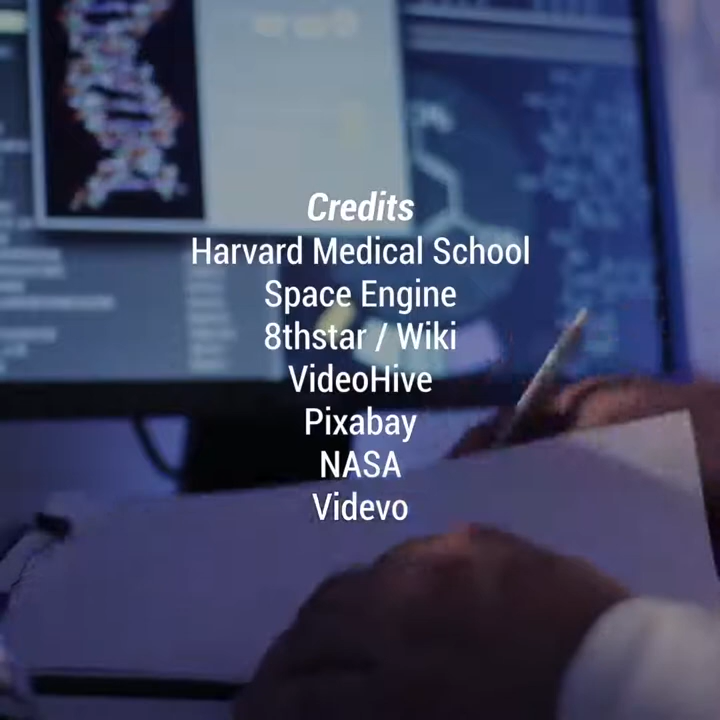 Credits
Harvard Medical School
Space Engine
8thstar / Wiki
VideoHive
Pixabay
NASA
Videvo